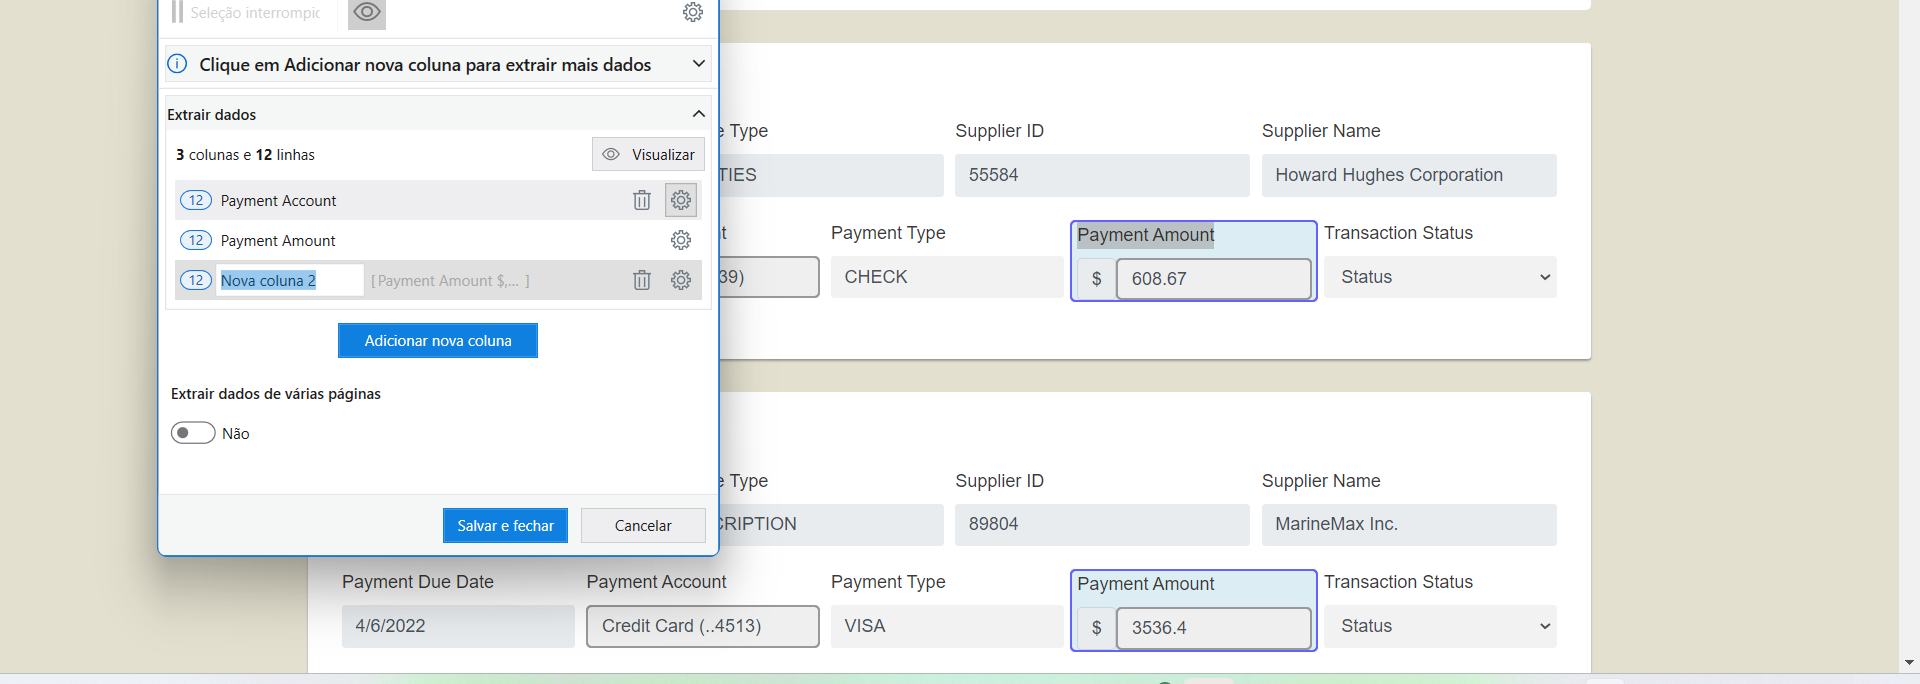 Seleção interrompic
Clique em Adicionar nova coluna para extrair mais dados
Extrair dados
3 colunas e 12 linhas
Visualizar
12 Payment Account
12 Payment Amount
12 Nova coluna 2 [Payment Amount $,... ]
Adicionar nova coluna
Extrair dados de várias páginas
Não
Salvar e fechar
Cancelar
e Type
Supplier ID
Supplier Name
TIES
55584
Howard Hughes Corporation
t
Payment Type
Payment Amount
Transaction Status
39)
CHECK
$ 608.67
Status
e Type
Supplier ID
Supplier Name
CRIPTION
89804
MarineMax Inc.
Payment Due Date
Payment Account
Payment Type
Payment Amount
Transaction Status
4/6/2022
Credit Card (..4513)
VISA
$ 3536.4
Status